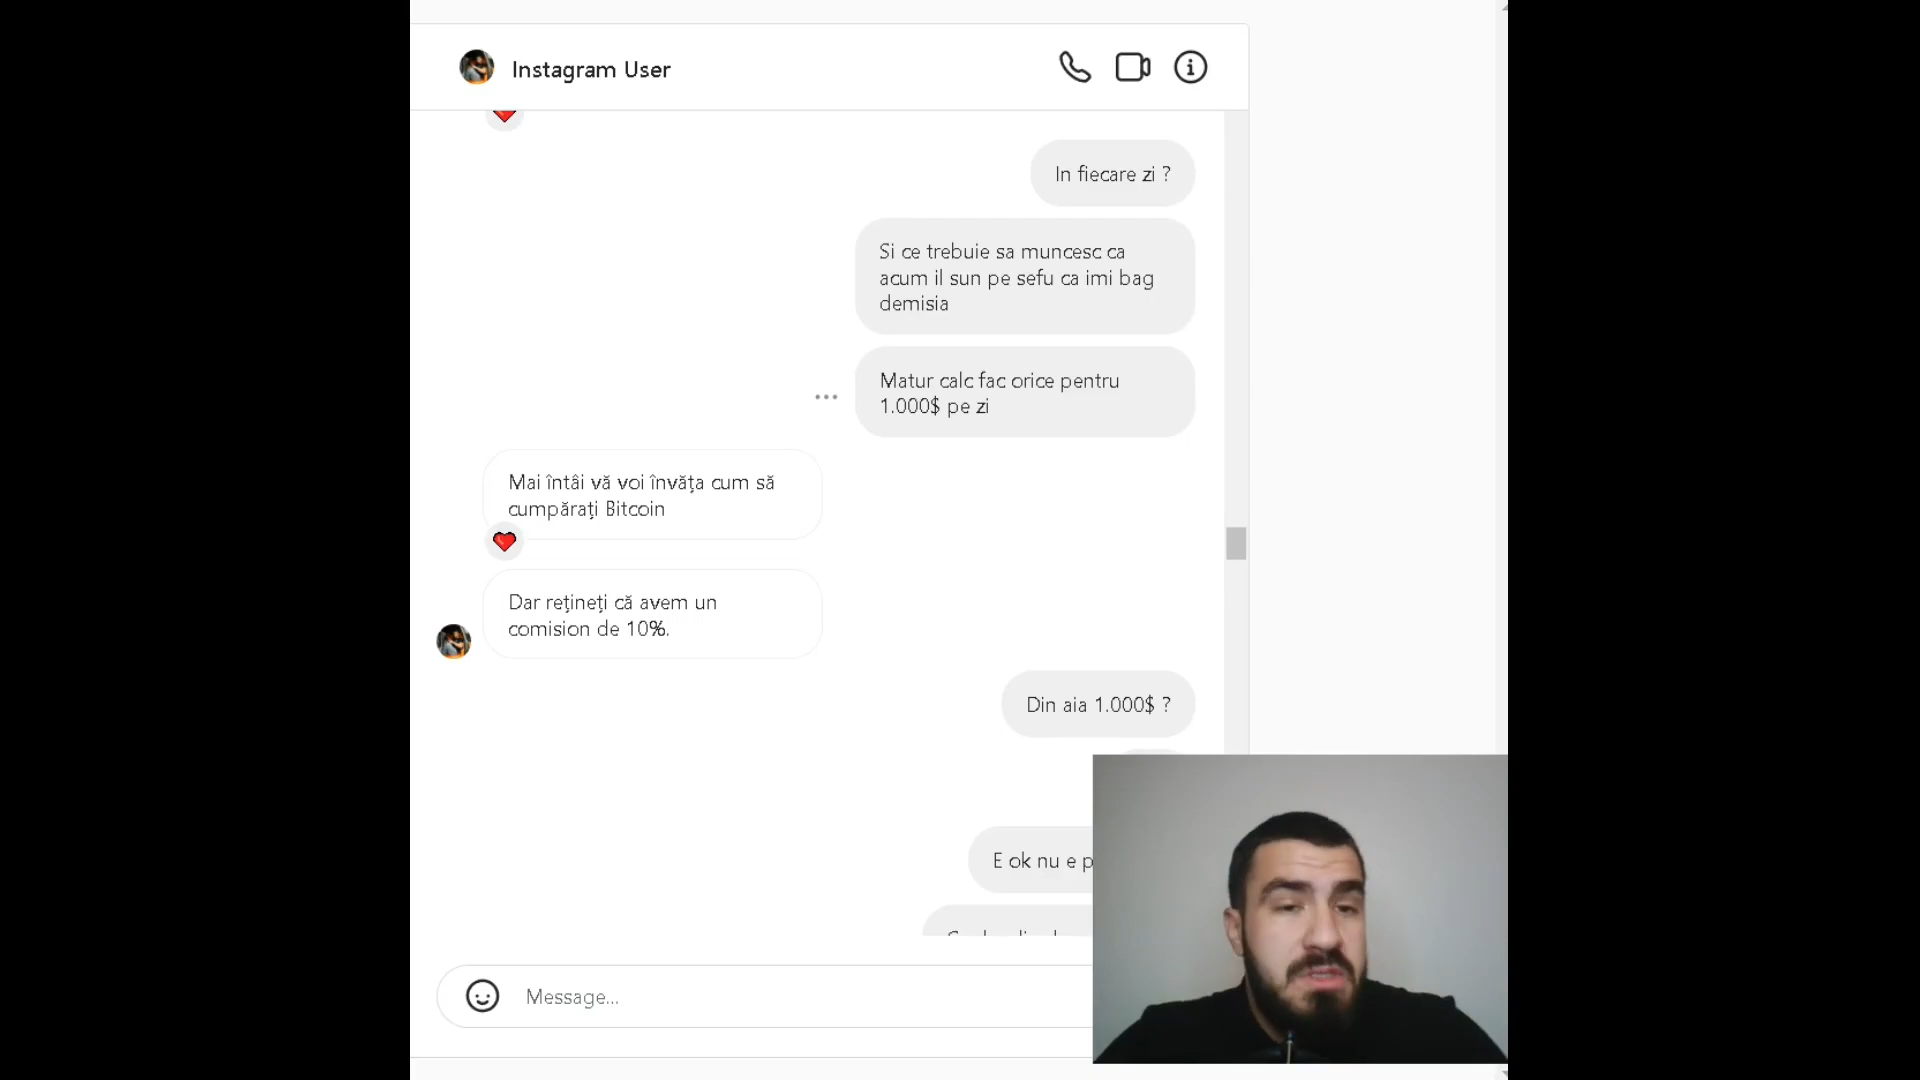 Instagram User
In fiecare zi ?
Si ce trebuie sa muncesc ca
acum il sun pe sefu ca imi bag
demisia
Matur calc fac orice pentru
1.000$ pe zi
Mai întâi vă voi învăța cum să
cumpărați Bitcoin
Dar rețineți că avem un
comision de 10%.
Din aia 1.000$ ?
E ok nu e
Message...